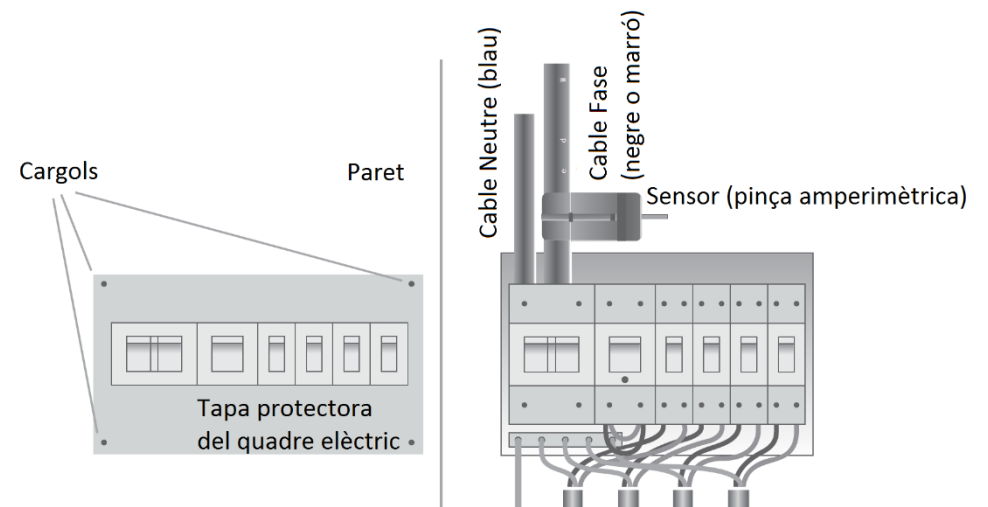 Cargols
Paret
Tapa protectora
del quadre elèctric
Cable Neutre (blau)
Cable Fase
(negre o marró)
Sensor (pinça amperimètrica)